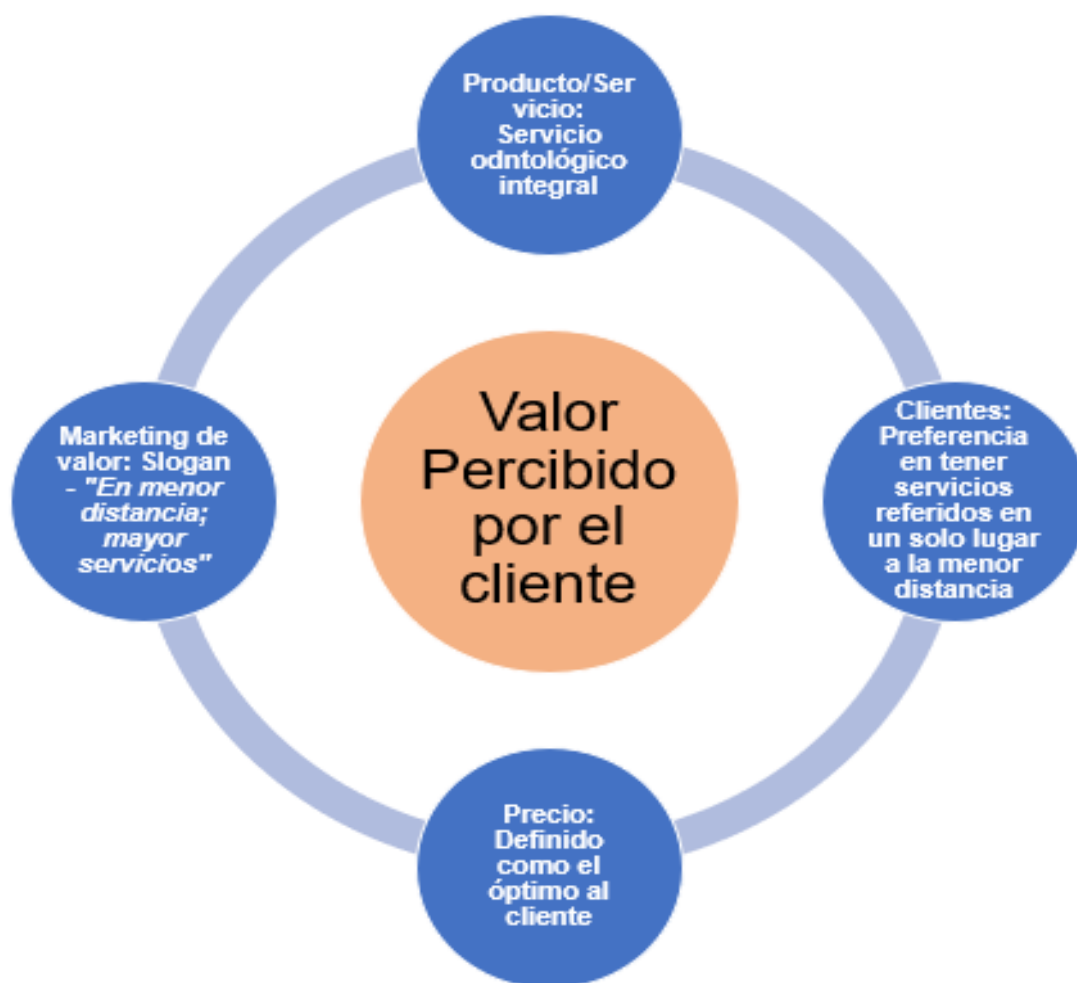 Producto/Ser
vicio:
Servicio
odntológico
integral
Marketing de
valor: Slogan
- "En menor
distancia;
mayor
servicios"
Valor
Percibido
por el
cliente
Clientes:
Preferencia
en tener
servicios
referidos en
un solo lugar
a la menor
distancia
Precio:
Definido
como el
óptimo al
cliente